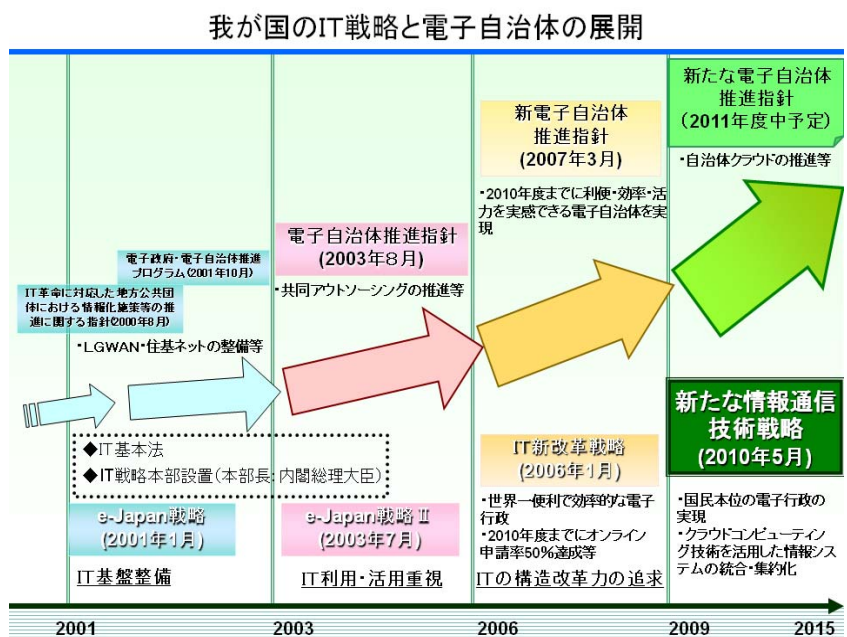 我が国のIT戦略と電子自治体の展開
新たな電子自治体
推進指針
(2011年度中予定)
・自治体クラウドの推進等
新電子自治体
推進指針
(2007年3月)
・2010年度までに利便・効率・活
力を実感できる電子自治体を実
現
電子自治体推進指針
(2003年8月)
・共同アウトソーシングの推進等
電子政府・電子自治体推進
プログラム(2001年10月)
IT革命に対応した地方公共団
体における情報化施策等の推
進に関する指針(2000年8月)
・LGWAN・住基ネットの整備等
◆IT基本法
◆IT戦略本部設置(本部長:内閣総理大臣)
e-Japan戦略
(2001年1月)
IT基盤整備
e-Japan戦略Ⅱ
(2003年7月)
IT利用・活用重視
IT新改革戦略
(2006年1月)
・世界一便利で効率的な電子
行政
・2010年度までにオンライン
申請率50%達成等
ITの構造改革力の追求
新たな情報通信
技術戦略
(2010年5月)
・国民本位の電子行政の
実現
・クラウドコンピューティン
グ技術を活用した情報シス
テムの統合・集約化
2001
2003
2006
2009
2015